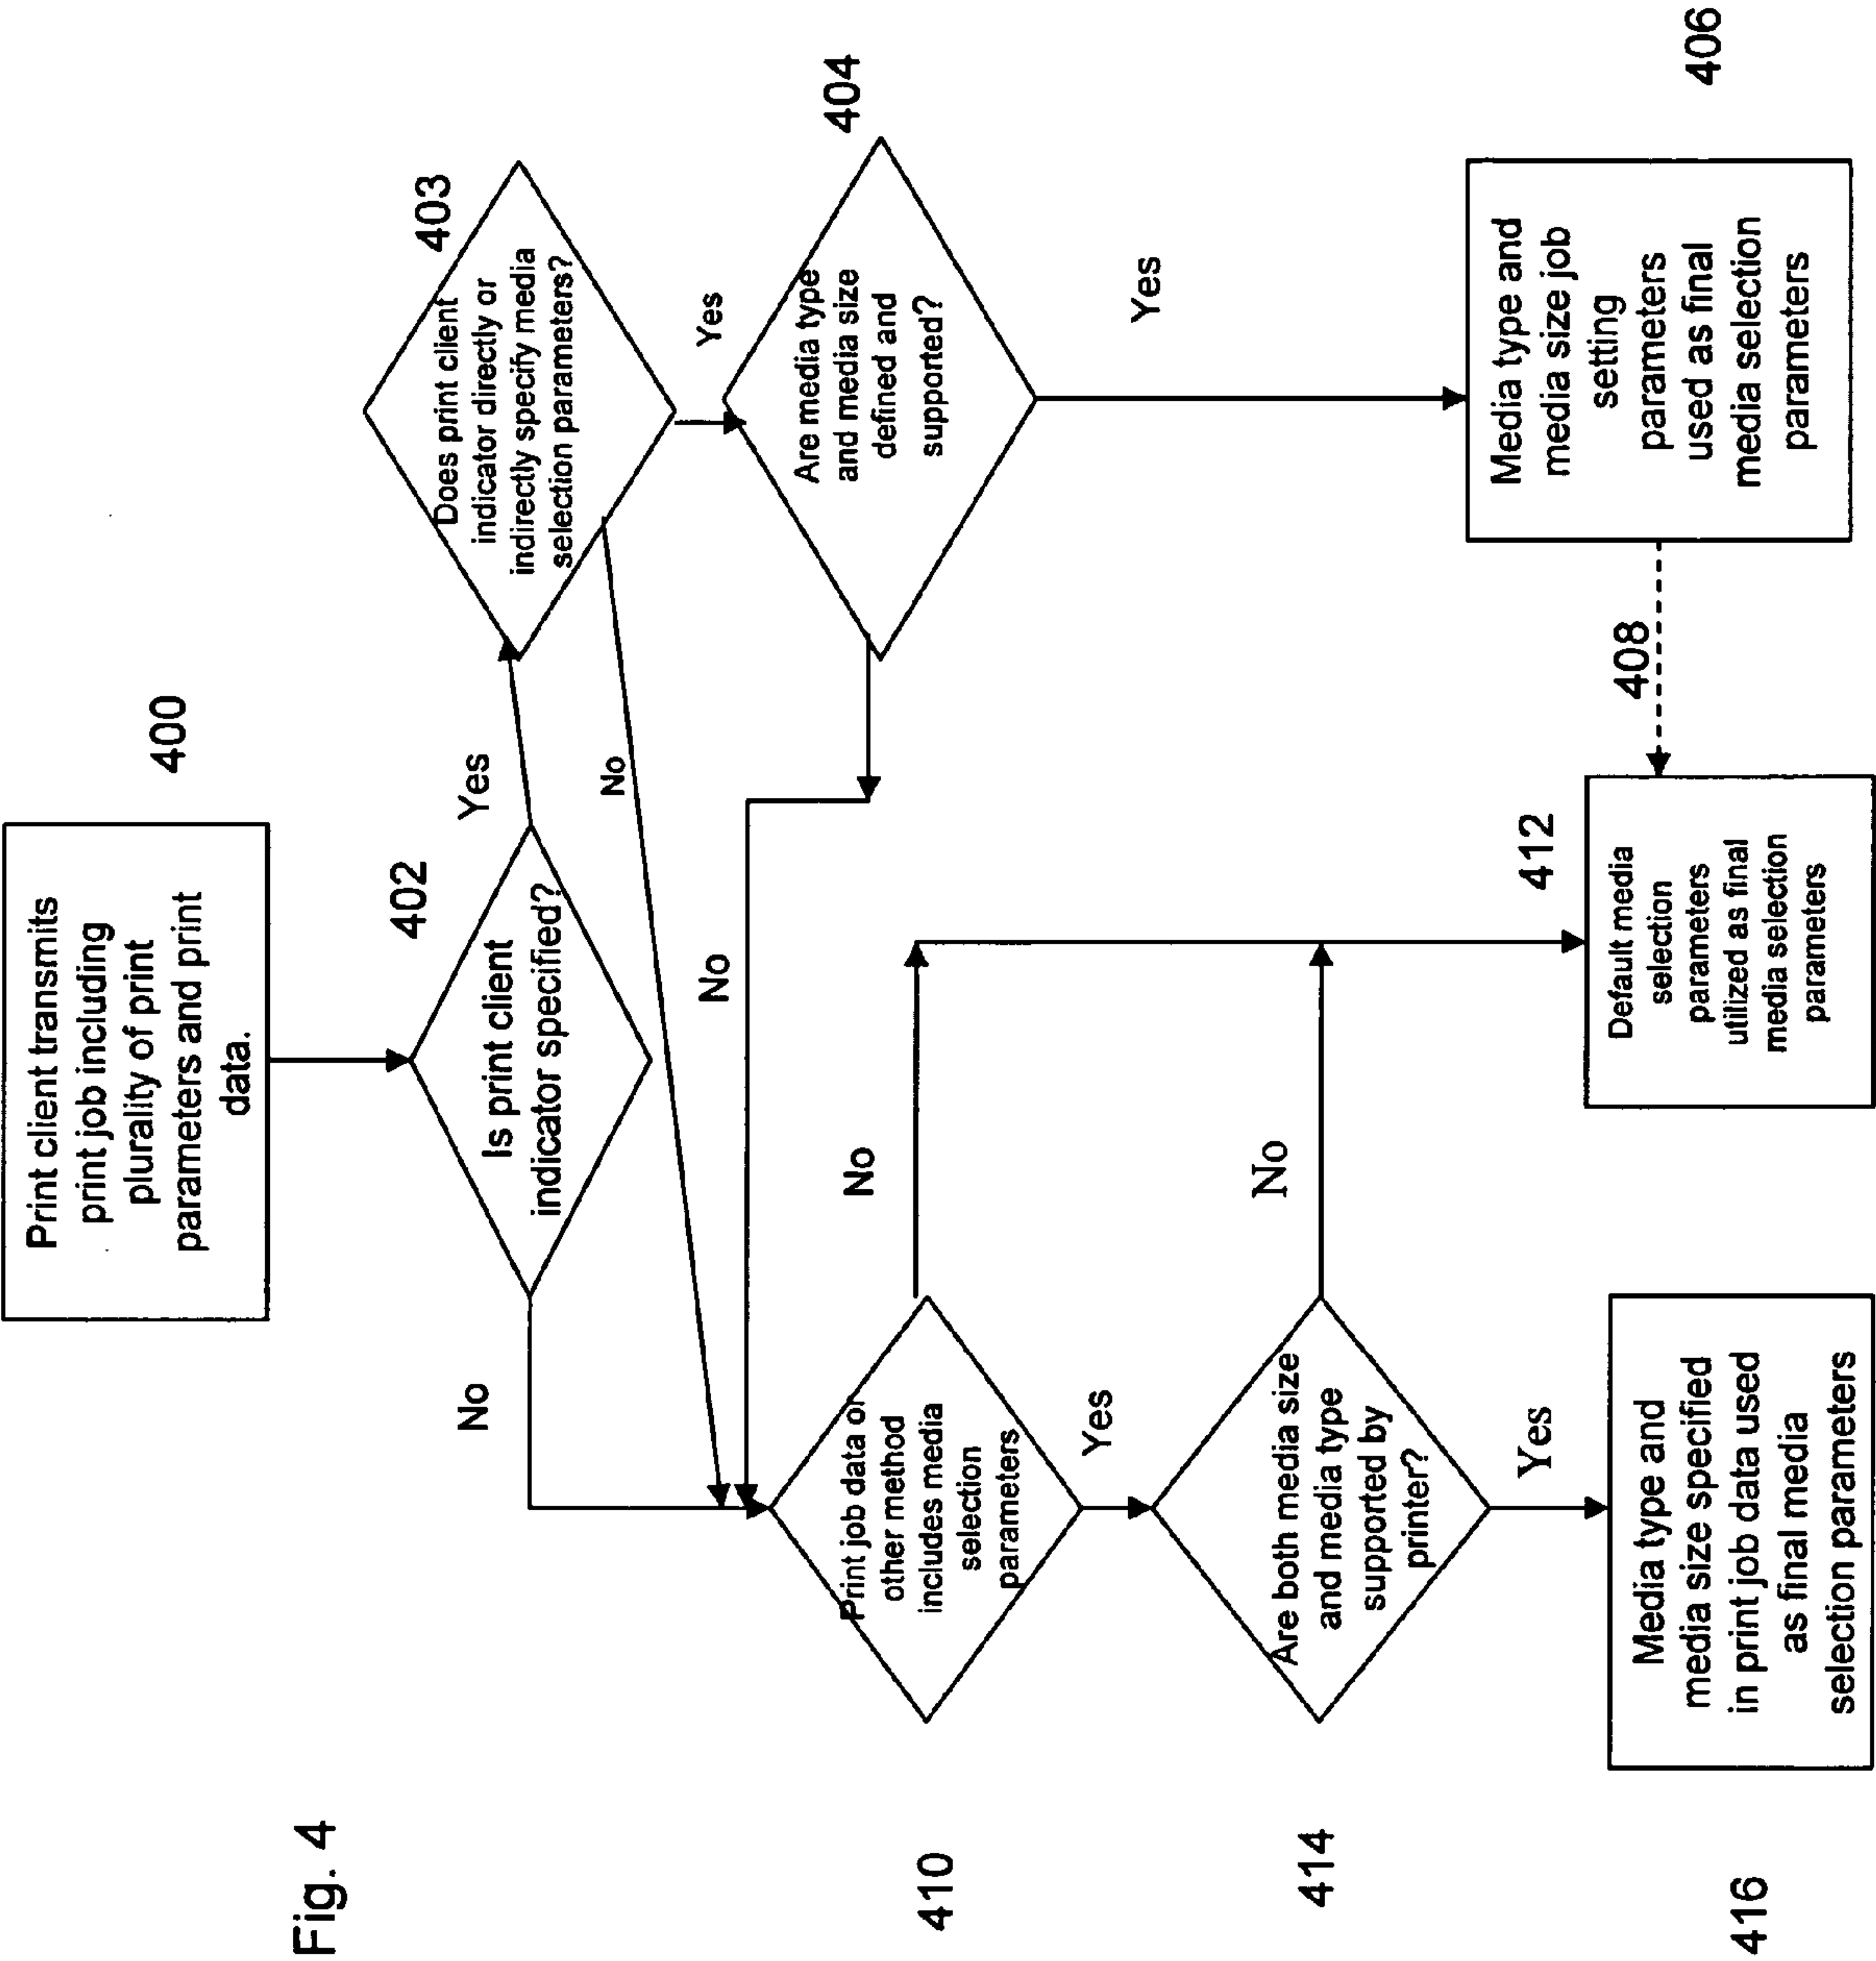 Fig. 4
Print client transmits
print job including
plurality of print
parameters and print
data.
400
402
Is print client
indicator specified?
Yes
No
403
Does print client
indicator directly or
indirectly specify media
selection parameters?
No
Yes
404
Are media type
and media size
defined and
supported?
No
Yes
410
Print job data or
other method
includes media
selection
parameters
No
Yes
414
Are both media size
and media type
supported by
printer?
No
Yes
416
Media type and
media size specified
in print job data used
as final media
selection parameters
412
Default media
selection
parameters
utilized as final
media selection
parameters
408
Media type and
media size job
setting
parameters
used as final
media selection
parameters
406